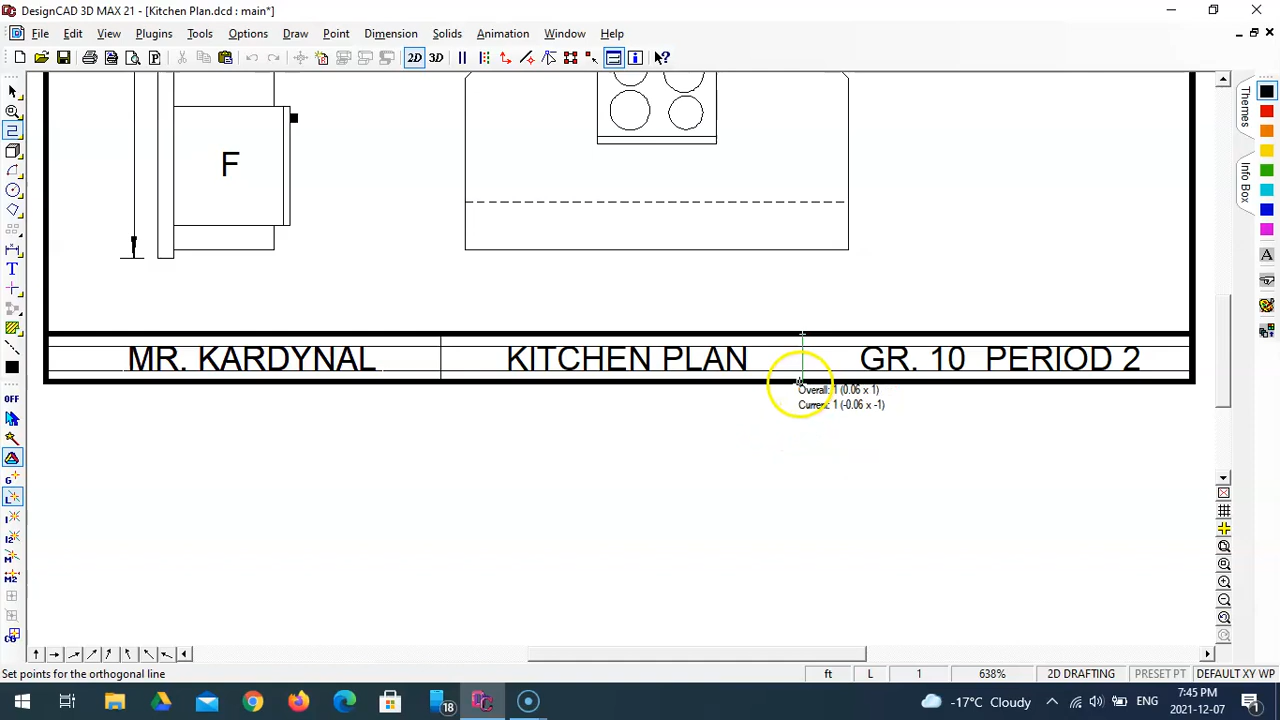 DesignCAD 3D MAX 21 - [Kitchen Plan.dcd : main*]
File Edit View Plugins Tools Options Draw Point Dimension Solids Animation Window Help
2D 3D
F
MR. KARDYNAL KITCHEN PLAN GR. 10 PERIOD 2
Overall: 1 (0.06 x 1)
Current: 1 (-0.06 x -1)
Themes
Info Box
Set points for the orthogonal line
ft L 1 638% 2D DRAFTING PRESET PT DEFAULT XY WP
18
-17°C Cloudy
ENG
7:45 PM
2021-12-07
1